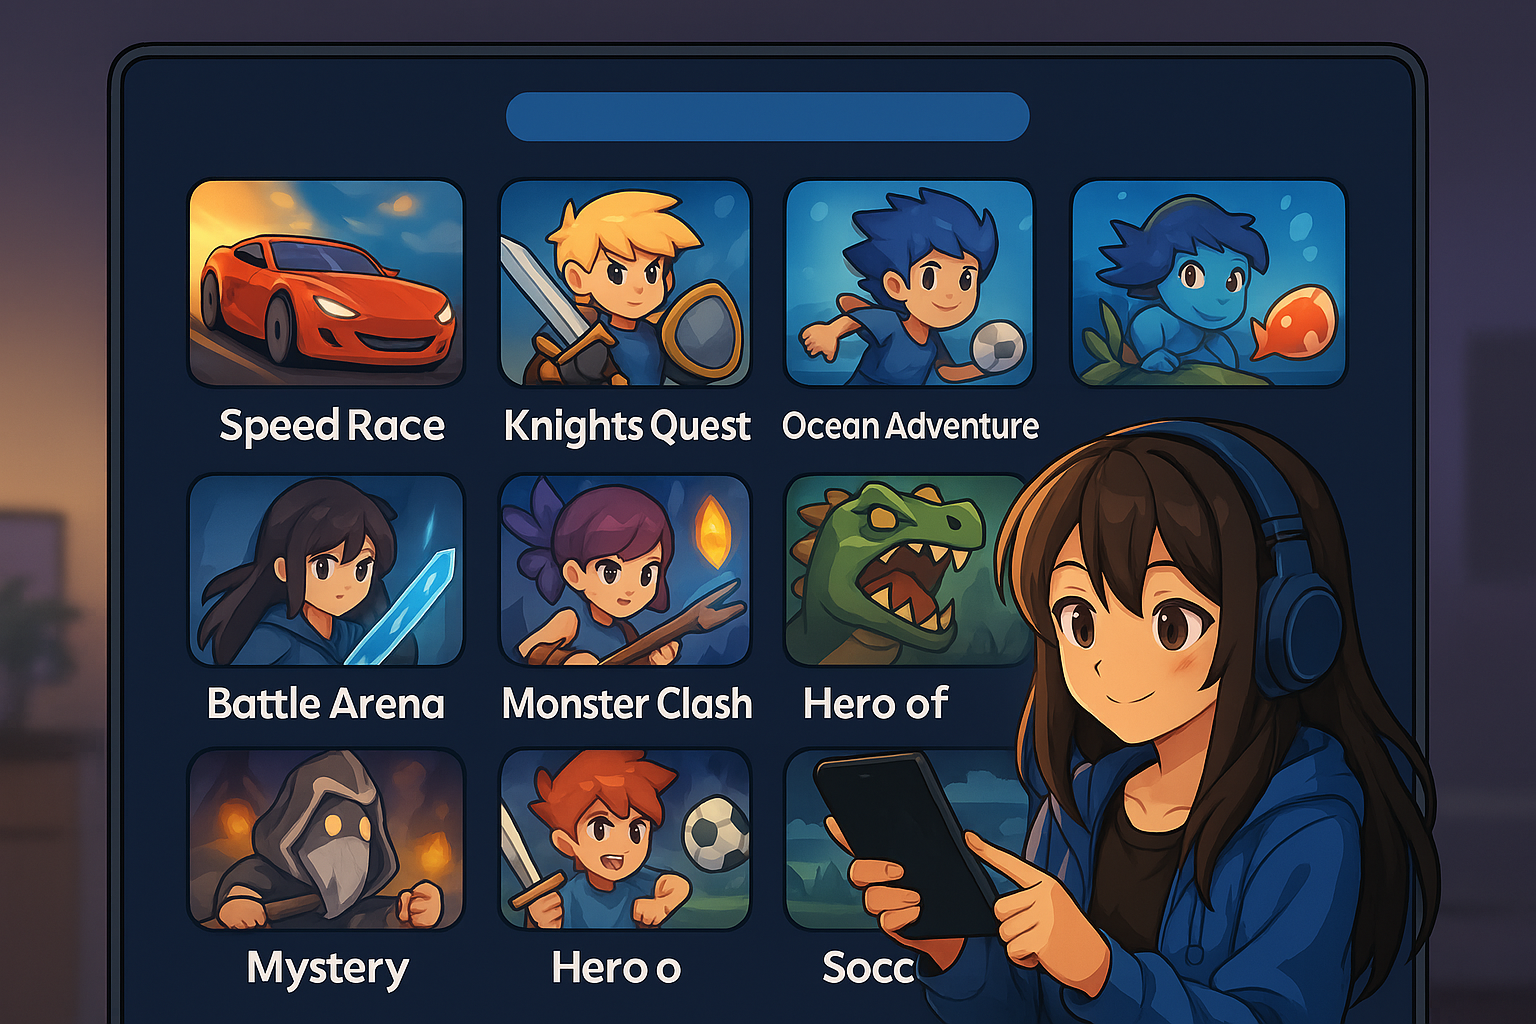 Speed Race
Knights Quest
Ocean Adventure
Battle Arena
Monster Clash
Hero of
Mystery
Hero o
Socc